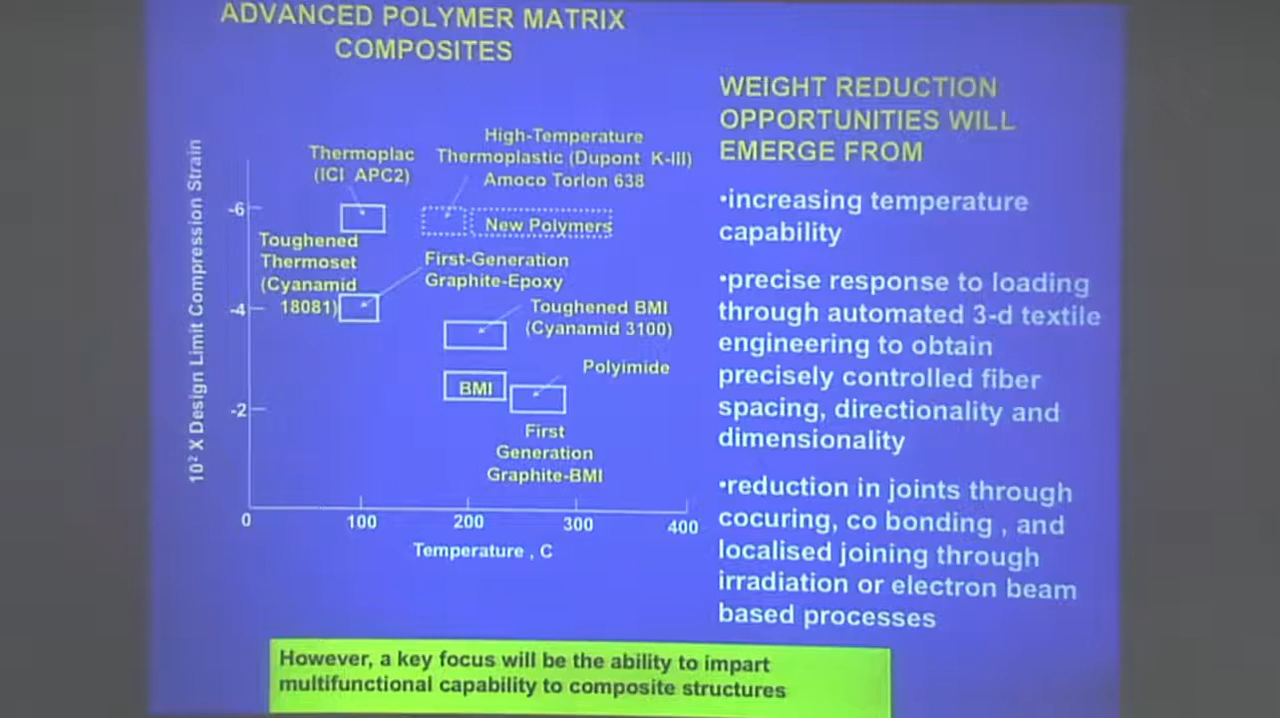 ADVANCED POLYMER MATRIX
COMPOSITES
10² X Design Limit Compression Strain
Thermoplac
(ICI APC2)
High-Temperature
Thermoplastic (Dupont K-III)
Amoco Torlon 638
-6
New Polymers
Toughened
Thermoset
(Cyanamid
18081)
First-Generation
Graphite-Epoxy
-4
Toughened BMI
(Cyanamid 3100)
Polyimide
BMI
-2
First
Generation
Graphite-BMI
0
100
200
300
400
Temperature , C
WEIGHT REDUCTION
OPPORTUNITIES WILL
EMERGE FROM
•increasing temperature
capability
•precise response to loading
through automated 3-d textile
engineering to obtain
precisely controlled fiber
spacing, directionality and
dimensionality
•reduction in joints through
cocuring, co bonding , and
localised joining through
irradiation or electron beam
based processes
However, a key focus will be the ability to impart
multifunctional capability to composite structures